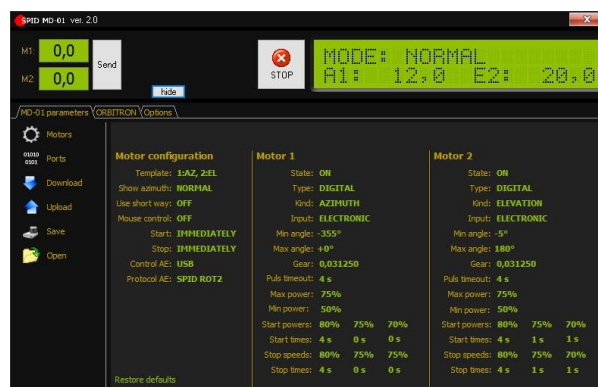 SPID MD-01 ver. 2.0
M1: 0,0
M2: 0,0
Send
hide
STOP
MODE: NORMAL
A1: 12,0 E2: 20,0
MD-01 parameters ORBITRON Options
Motors
01010
0101
Ports
Download
Upload
Save
Open
Motor configuration
Template: 1:AZ, 2:EL
Show azimuth: NORMAL
Use short way: OFF
Mouse control: OFF
Start: IMMEDIATELY
Stop: IMMEDIATELY
Control AE: USB
Protocol AE: SPID ROT2
Restore defaults
Motor 1
State: ON
Type: DIGITAL
Kind: AZIMUTH
Input: ELECTRONIC
Min angle: -355°
Max angle: +0°
Gear: 0,031250
Puls timeout: 4 s
Max power: 75%
Min power: 50%
Start powers: 80% 75% 70%
Start times: 4 s 0 s 0 s
Stop speeds: 80% 75% 75%
Stop times: 4 s 0 s 0 s
Motor 2
State: ON
Type: DIGITAL
Kind: ELEVATION
Input: ELECTRONIC
Min angle: -5°
Max angle: 180°
Gear: 0,031250
Puls timeout: 4 s
Max power: 75%
Min power: 50%
Start powers: 80% 75% 70%
Start times: 4 s 1 s 1 s
Stop speeds: 80% 75% 70%
Stop times: 4 s 1 s 1 s